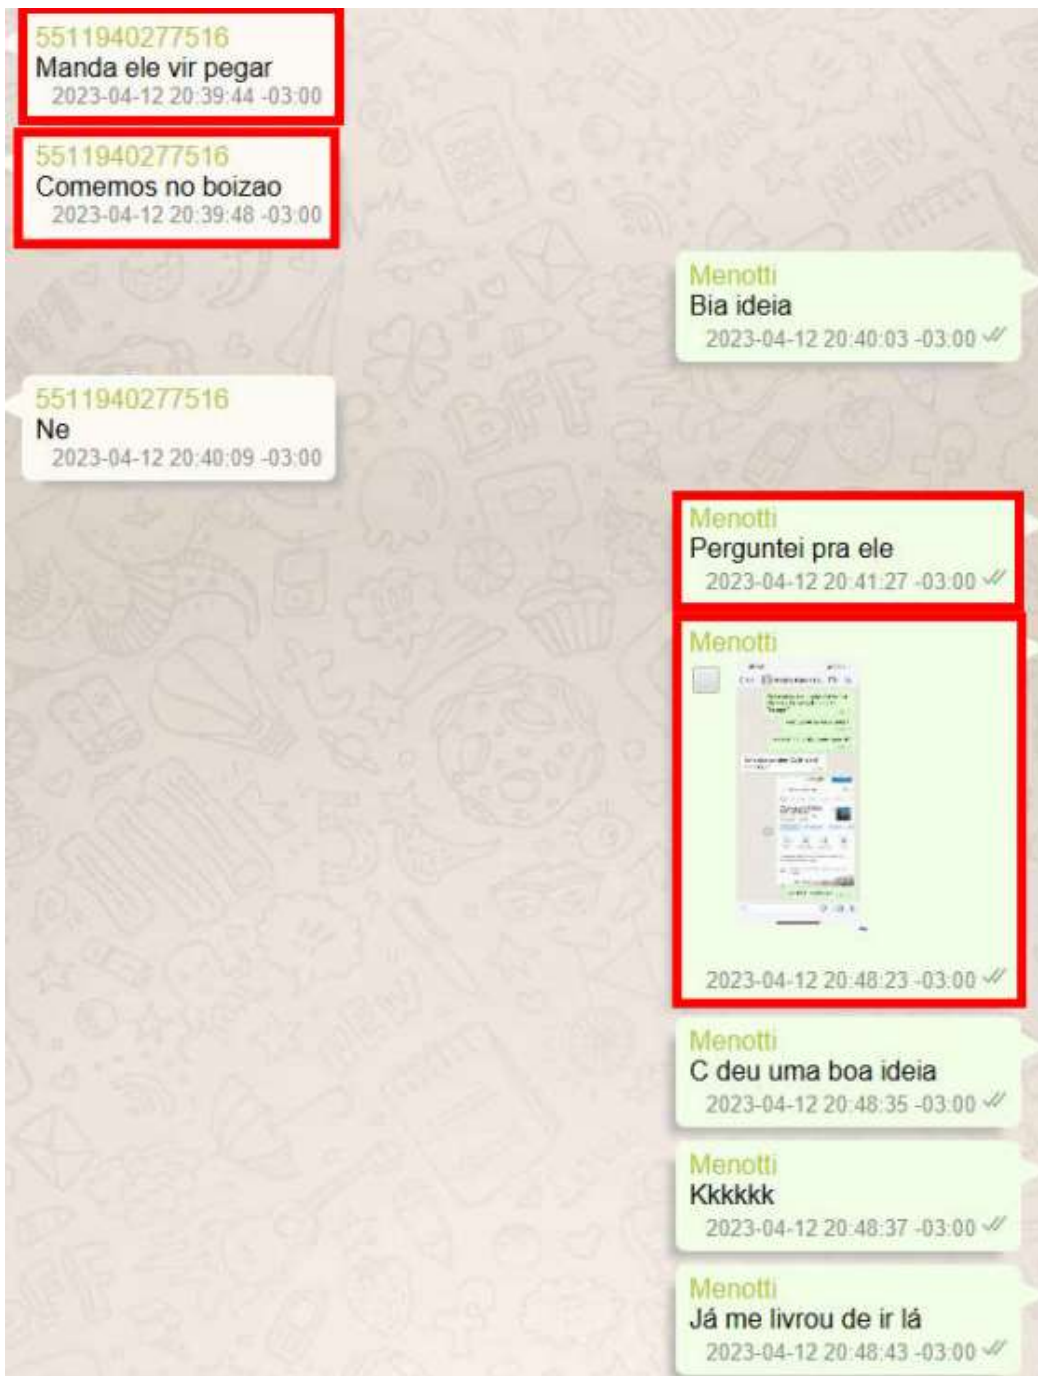 5511940277516
Manda ele vir pegar
2023-04-12 20:39:44 -03:00
5511940277516
Comemos no boizao
2023-04-12 20:39:48 -03:00
Menotti
Bia ideia
2023-04-12 20:40:03 -03:00
5511940277516
Ne
2023-04-12 20:40:09 -03:00
Menotti
Perguntei pra ele
2023-04-12 20:41:27 -03:00
Menotti
2023-04-12 20:48:23 -03:00
Menotti
C deu uma boa ideia
2023-04-12 20:48:35 -03:00
Menotti
Kkkkkk
2023-04-12 20:48:37 -03:00
Menotti
Já me livrou de ir lá
2023-04-12 20:48:43 -03:00